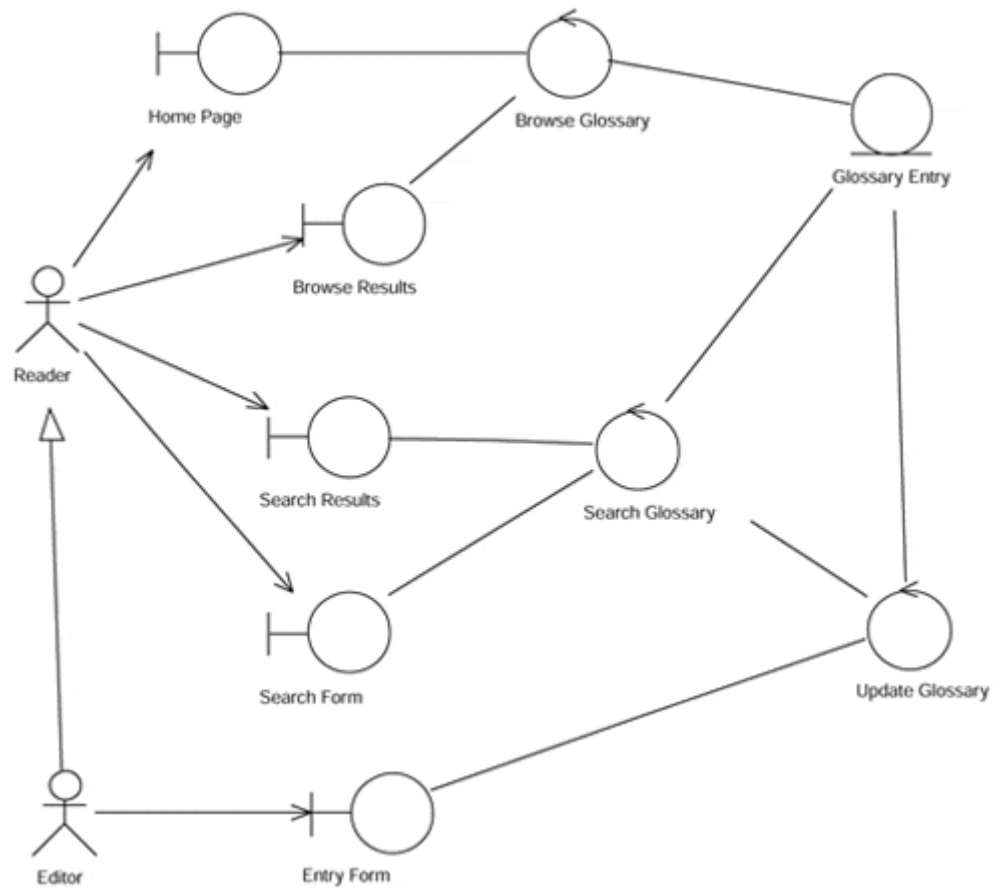 Home Page
Browse Glossary
Glossary Entry
Browse Results
Reader
Search Results
Search Glossary
Search Form
Update Glossary
Editor
Entry Form